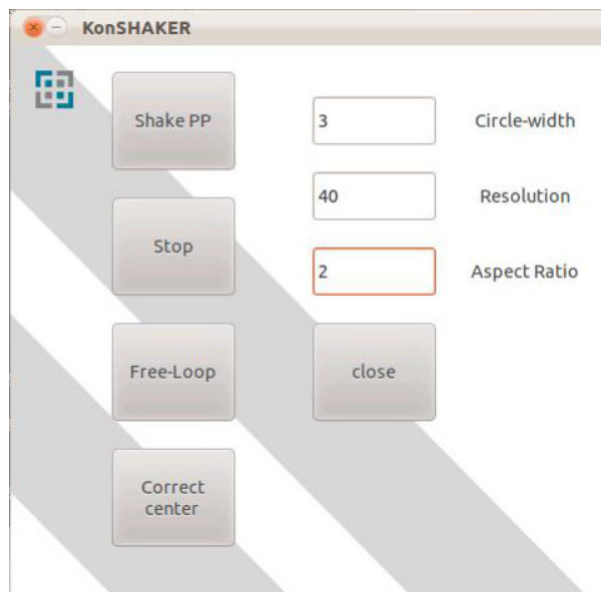 KonSHAKER
Shake PP
3
Circle-width
40
Resolution
Stop
2
Aspect Ratio
Free-Loop
close
Correct
center